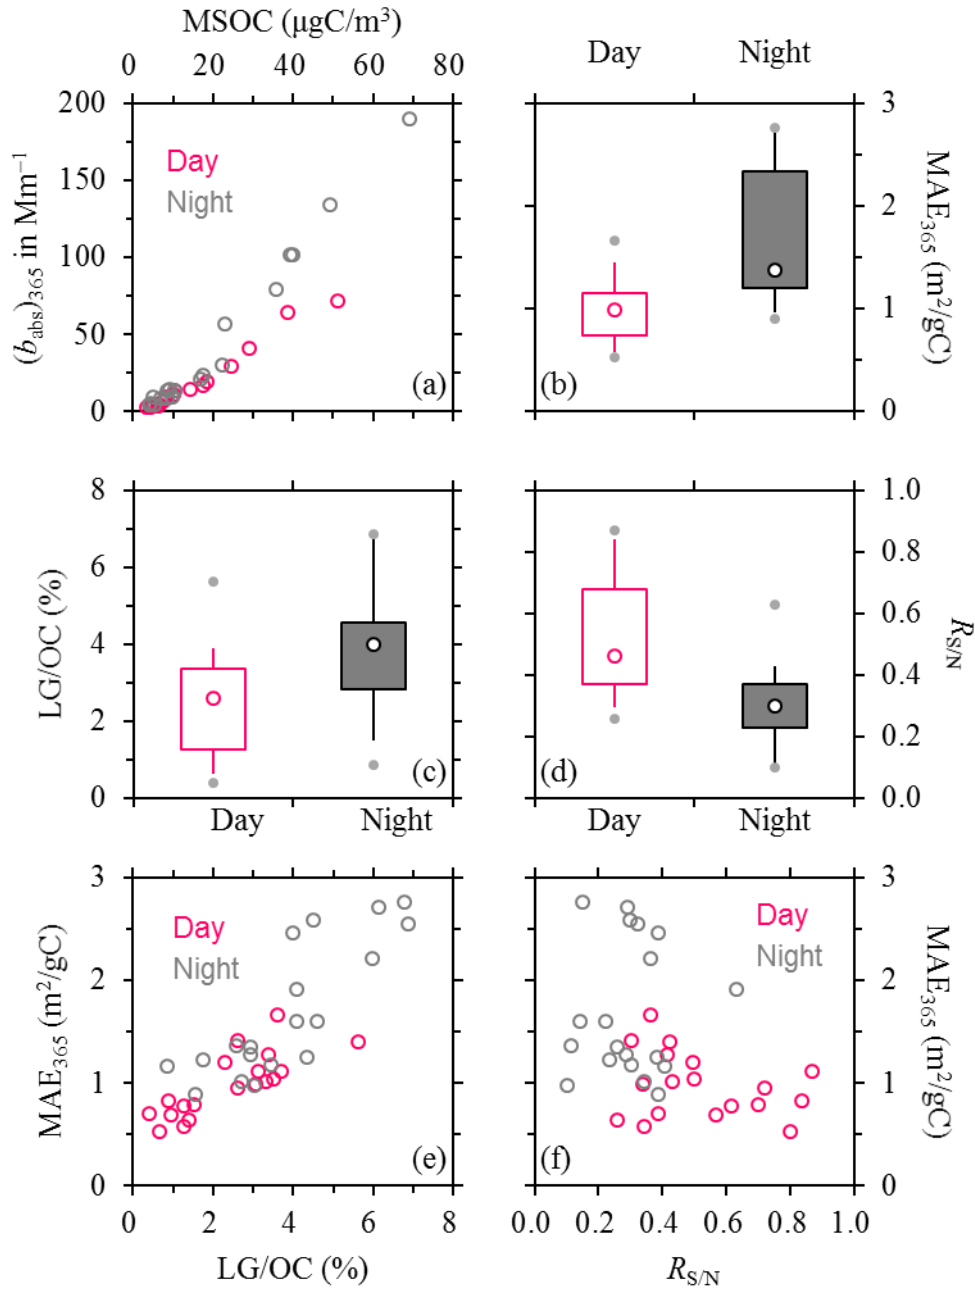 MSOC (μgC/m³)
0 20 40 60 80
200
150
100
50
0
(b_abs)_365 in Mm⁻¹
Day
Night
(a)
Day Night
3
2
1
0
MAE_365 (m²/gC)
(b)
8
6
4
2
0
LG/OC (%)
(c)
Day Night
1.0
0.8
0.6
0.4
0.2
0.0
R_S/N
(d)
Day Night
3
2
1
0
MAE_365 (m²/gC)
Day
Night
(e)
0 2 4 6 8
LG/OC (%)
Day
Night
3
2
1
0
MAE_365 (m²/gC)
(f)
0.0 0.2 0.4 0.6 0.8 1.0
R_S/N